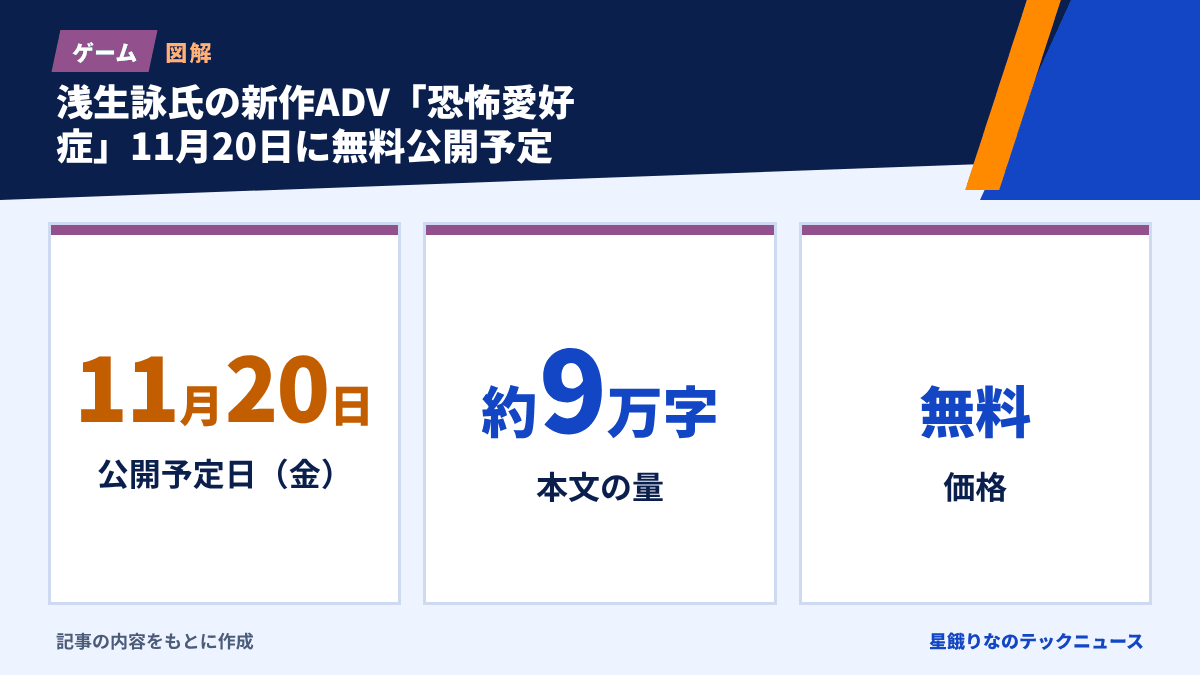 ゲーム 図解
浅生詠氏の新作ADV「恐怖愛好
症」11月20日に無料公開予定
11月20日
公開予定日（金）
約9万字
本文の量
無料
価格
記事の内容をもとに作成
星餓りなのテックニュース